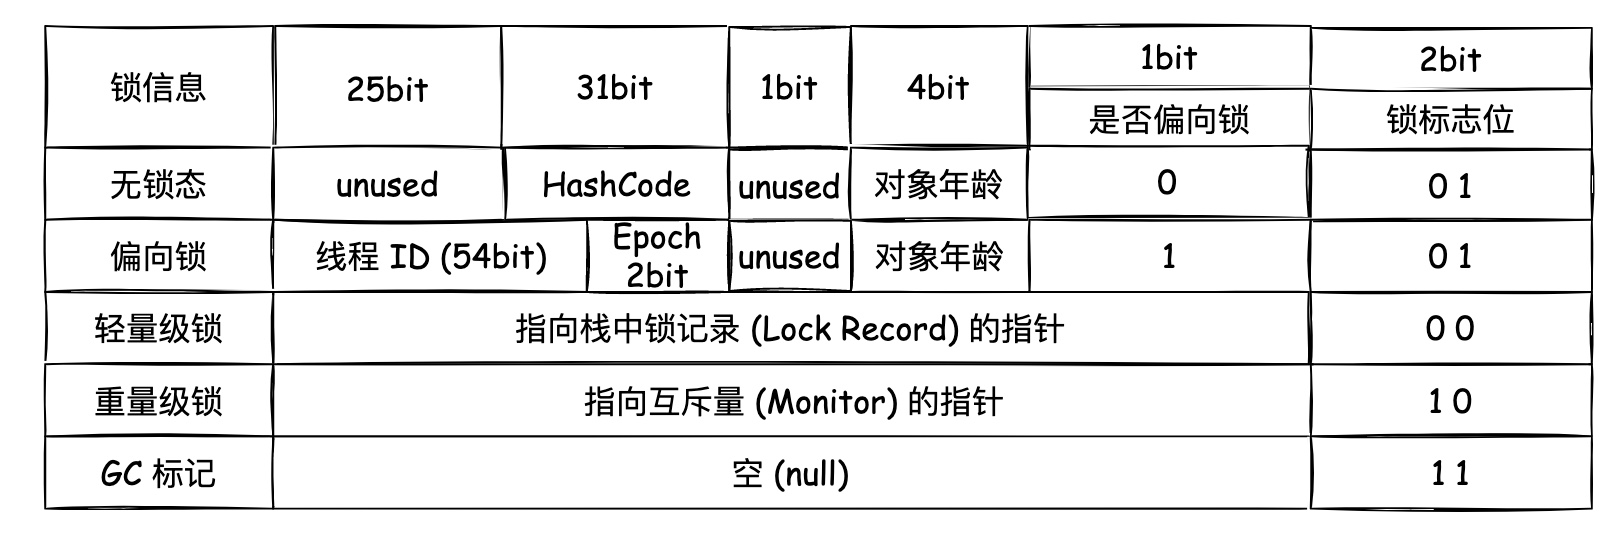 锁信息
25bit
31bit
1bit
4bit
1bit
2bit
是否偏向锁
锁标志位
无锁态
unused
HashCode
unused
对象年龄
0
0 1
偏向锁
线程 ID (54bit)
Epoch
2bit
unused
对象年龄
1
0 1
轻量级锁
指向栈中锁记录 (Lock Record) 的指针
0 0
重量级锁
指向互斥量 (Monitor) 的指针
1 0
GC 标记
空 (null)
1 1